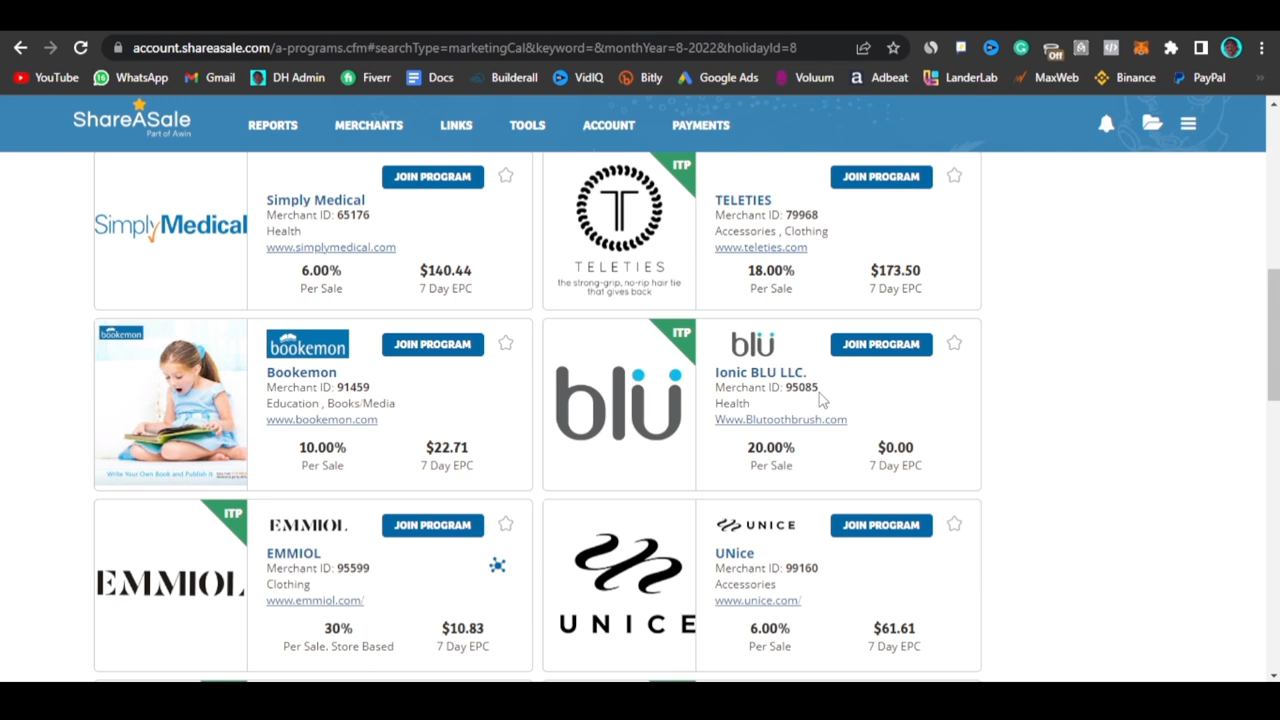 account.shareasale.com/a-programs.cfm#searchType=marketingCal&keyword=&monthYear=8-2022&holidayId=8
Off
YouTube WhatsApp Gmail DH Admin Fiverr Docs Builderall VidIQ Bitly Google Ads Voluum Adbeat LanderLab MaxWeb Binance PayPal
ShareASale
Part of Awin
REPORTS MERCHANTS LINKS TOOLS ACCOUNT PAYMENTS
SimplyMedical
JOIN PROGRAM
Simply Medical
Merchant ID: 65176
Health
www.simplymedical.com
6.00% $140.44
Per Sale 7 Day EPC
ITP
T
TELETIES
the strong-grip, no-rip hair tie
that gives back
JOIN PROGRAM
TELETIES
Merchant ID: 79968
Accessories , Clothing
www.teleties.com
18.00% $173.50
Per Sale 7 Day EPC
bookemon
Write Your Own Book and Publish It
bookemon
JOIN PROGRAM
Bookemon
Merchant ID: 91459
Education , Books/Media
www.bookemon.com
10.00% $22.71
Per Sale 7 Day EPC
ITP
blü
blü
JOIN PROGRAM
Ionic BLU LLC.
Merchant ID: 95085
Health
Www.Blutoothbrush.com
20.00% $0.00
Per Sale 7 Day EPC
ITP
EMMIOL
EMMIOL
JOIN PROGRAM
EMMIOL
Merchant ID: 95599
Clothing
www.emmiol.com/
30% $10.83
Per Sale. Store Based 7 Day EPC
UNICE
UNICE
JOIN PROGRAM
UNice
Merchant ID: 99160
Accessories
www.unice.com/
6.00% $61.61
Per Sale 7 Day EPC